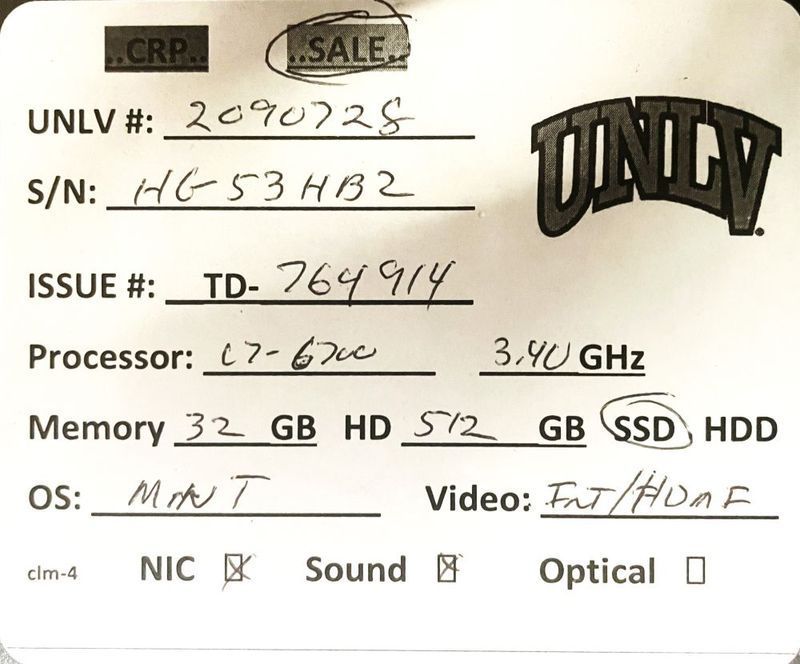 ..CRP.. ..SALE..
UNLV #: 2090728
UNLV
S/N: HG53HB2
ISSUE #: TD-764914
Processor: i7-6700 3.40 GHz
Memory 32 GB HD 512 GB SSD HDD
OS: MINT Video: INT/HDMI
clm-4 NIC ☒ Sound ☒ Optical ☐